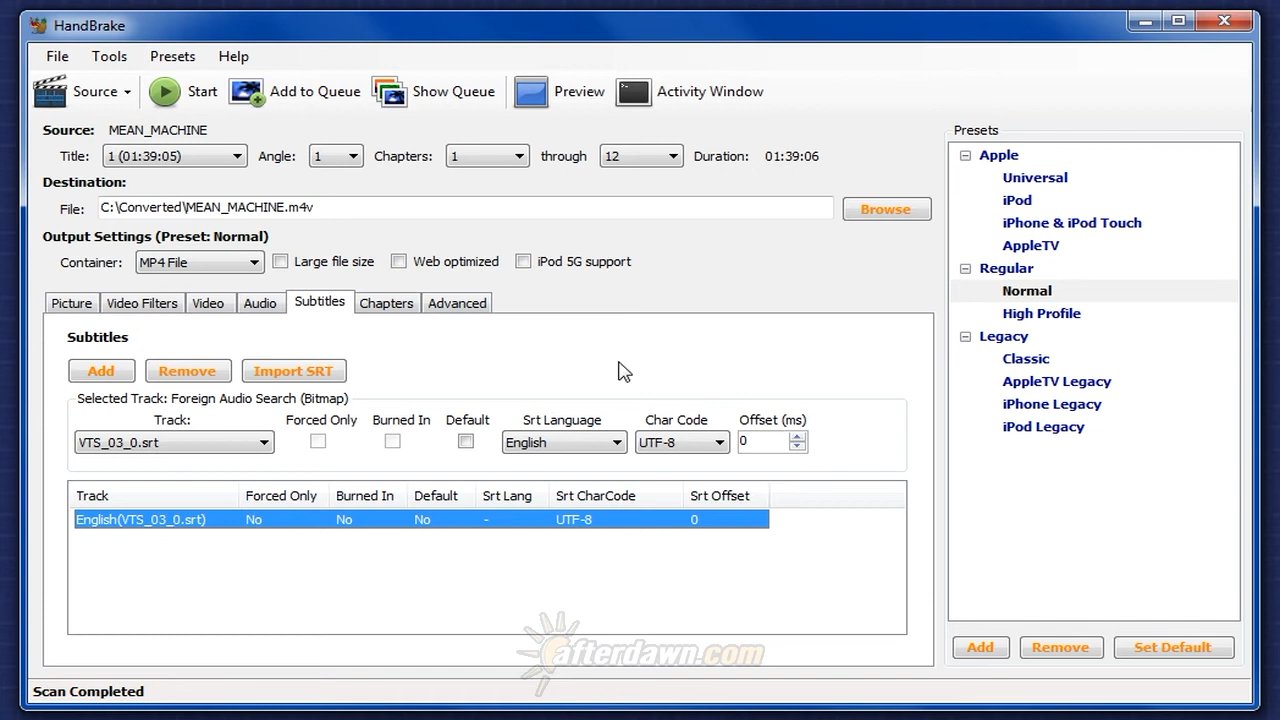 HandBrake
File Tools Presets Help
Source Start Add to Queue Show Queue Preview Activity Window
Source: MEAN_MACHINE
Title: 1 (01:39:05) Angle: 1 Chapters: 1 through 12 Duration: 01:39:06
Destination:
File: C:\Converted\MEAN_MACHINE.m4v Browse
Output Settings (Preset: Normal)
Container: MP4 File Large file size Web optimized iPod 5G support
Picture Video Filters Video Audio Subtitles Chapters Advanced
Subtitles
Add Remove Import SRT
Selected Track: Foreign Audio Search (Bitmap)
Track: Forced Only Burned In Default Srt Language Char Code Offset (ms)
VTS_03_0.srt English UTF-8 0
Track Forced Only Burned In Default Srt Lang Srt CharCode Srt Offset
English(VTS_03_0.srt) No No No - UTF-8 0
afterdawn.com
Presets
Apple
Universal
iPod
iPhone & iPod Touch
AppleTV
Regular
Normal
High Profile
Legacy
Classic
AppleTV Legacy
iPhone Legacy
iPod Legacy
Add Remove Set Default
Scan Completed